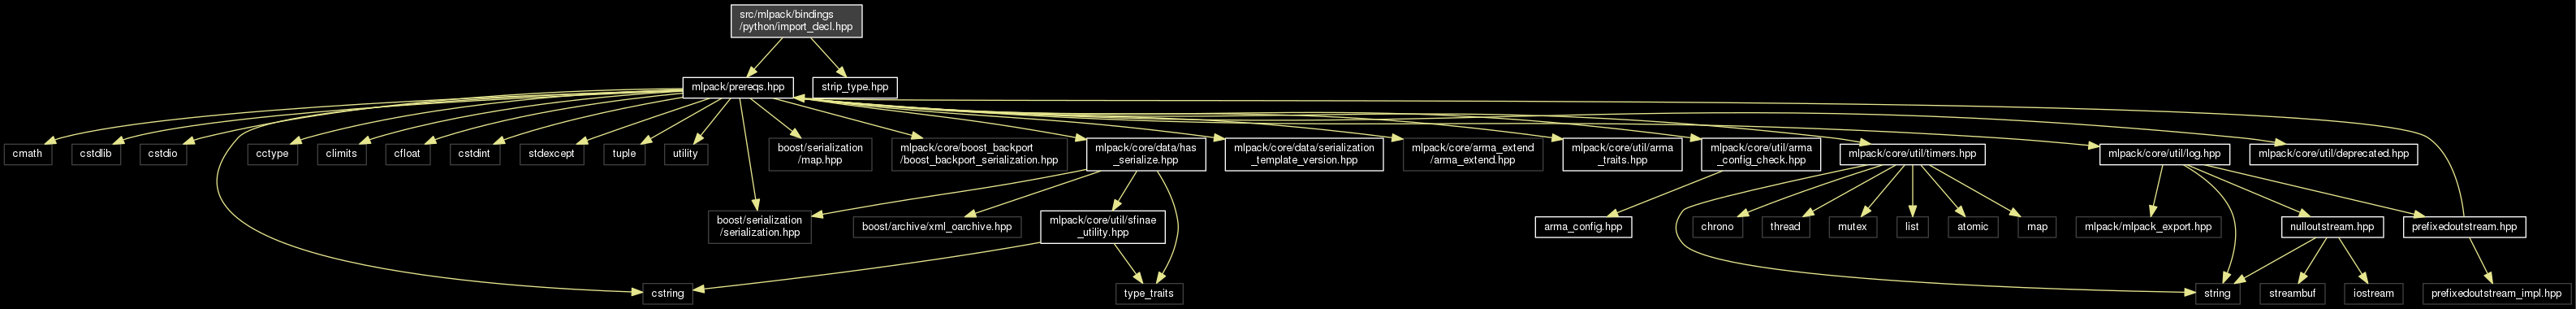 src/mlpack/bindings
/python/import_decl.hpp
mlpack/prereqs.hpp
strip_type.hpp
cmath
cstdlib
cstdio
cctype
climits
cfloat
cstdint
stdexcept
tuple
utility
boost/serialization
/map.hpp
mlpack/core/boost_backport
/boost_backport_serialization.hpp
mlpack/core/data/has
_serialize.hpp
mlpack/core/data/serialization
_template_version.hpp
mlpack/core/arma_extend
/arma_extend.hpp
mlpack/core/util/arma
_traits.hpp
mlpack/core/util/arma
_config_check.hpp
mlpack/core/util/timers.hpp
mlpack/core/util/log.hpp
mlpack/core/util/deprecated.hpp
boost/serialization
/serialization.hpp
boost/archive/xml_oarchive.hpp
mlpack/core/util/sfinae
_utility.hpp
arma_config.hpp
chrono
thread
mutex
list
atomic
map
mlpack/mlpack_export.hpp
nulloutstream.hpp
prefixedoutstream.hpp
cstring
type_traits
string
streambuf
iostream
prefixedoutstream_impl.hpp